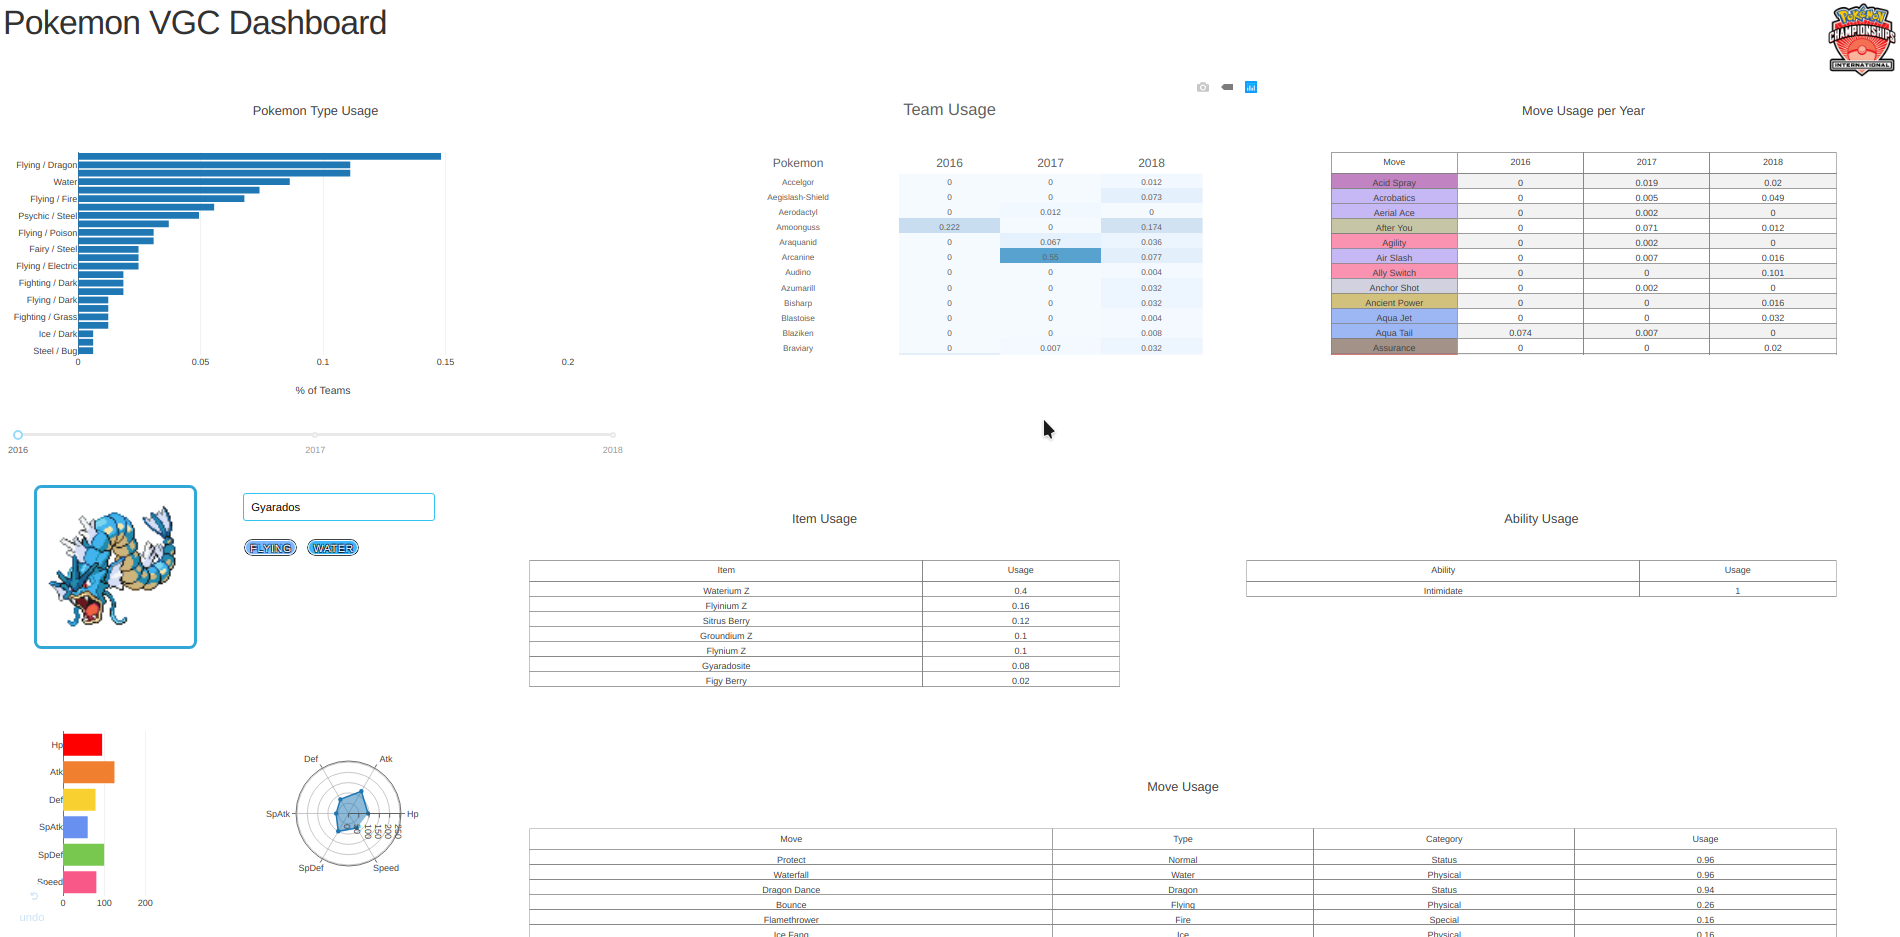 Pokemon VGC Dashboard
Pokémon
CHAMPIONSHIPS
INTERNATIONAL
Pokemon Type Usage
Flying / Dragon
Water
Flying / Fire
Psychic / Steel
Flying / Poison
Fairy / Steel
Flying / Electric
Fighting / Dark
Flying / Dark
Fighting / Grass
Ice / Dark
Steel / Bug
0 0.05 0.1 0.15 0.2
% of Teams
2016 2017 2018
Team Usage
Pokemon 2016 2017 2018
Accelgor 0 0 0.012
Aegislash-Shield 0 0 0.073
Aerodactyl 0 0.012 0
Amoonguss 0.222 0 0.174
Araquanid 0 0.067 0.036
Arcanine 0 0.55 0.077
Audino 0 0 0.004
Azumarill 0 0 0.032
Bisharp 0 0 0.032
Blastoise 0 0 0.004
Blaziken 0 0 0.008
Braviary 0 0.007 0.032
Move Usage per Year
Move 2016 2017 2018
Acid Spray 0 0.019 0.02
Acrobatics 0 0.005 0.049
Aerial Ace 0 0.002 0
After You 0 0.071 0.012
Agility 0 0.002 0
Air Slash 0 0.007 0.016
Ally Switch 0 0 0.101
Anchor Shot 0 0.002 0
Ancient Power 0 0 0.016
Aqua Jet 0 0 0.032
Aqua Tail 0.074 0.007 0
Assurance 0 0 0.02
Gyarados
FLYING WATER
Item Usage
Item Usage
Waterium Z 0.4
Flyinium Z 0.16
Sitrus Berry 0.12
Groundium Z 0.1
Flynium Z 0.1
Gyaradosite 0.08
Figy Berry 0.02
Ability Usage
Ability Usage
Intimidate 1
Hp
Atk
Def
SpAtk
SpDef
Speed
0 100 200
undo
Def Atk
SpAtk Hp
SpDef Speed
0 50 100 150 200 250
Move Usage
Move Type Category Usage
Protect Normal Status 0.96
Waterfall Water Physical 0.96
Dragon Dance Dragon Status 0.94
Bounce Flying Physical 0.26
Flamethrower Fire Special 0.16
Ice Fang Ice Physical 0.16